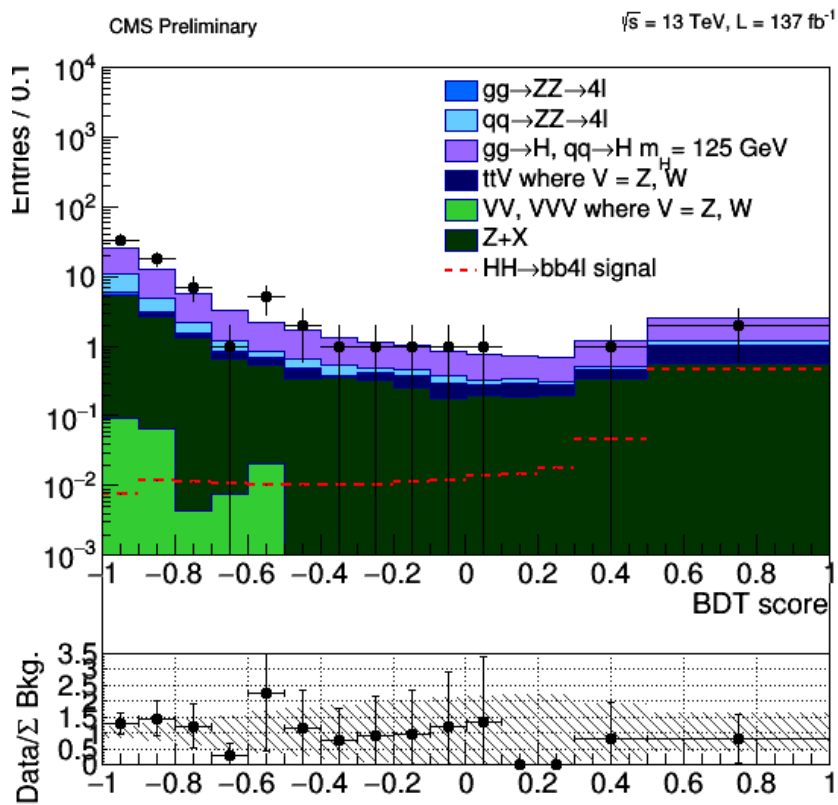 CMS Preliminary
√s = 13 TeV, L = 137 fb⁻¹
Entries / 0.1
10⁴
10³
10²
10
1
10⁻¹
10⁻²
10⁻³
gg→ZZ→4l
qq→ZZ→4l
gg→H, qq→H m_H = 125 GeV
ttV where V = Z, W
VV, VVV where V = Z, W
Z+X
HH→bb4l signal
−1 −0.8 −0.6 −0.4 −0.2 0 0.2 0.4 0.6 0.8 1
BDT score
Data/Σ Bkg.
3.5
3
2.5
2
1.5
1
0.5
0
−1 −0.8 −0.6 −0.4 −0.2 0 0.2 0.4 0.6 0.8 1